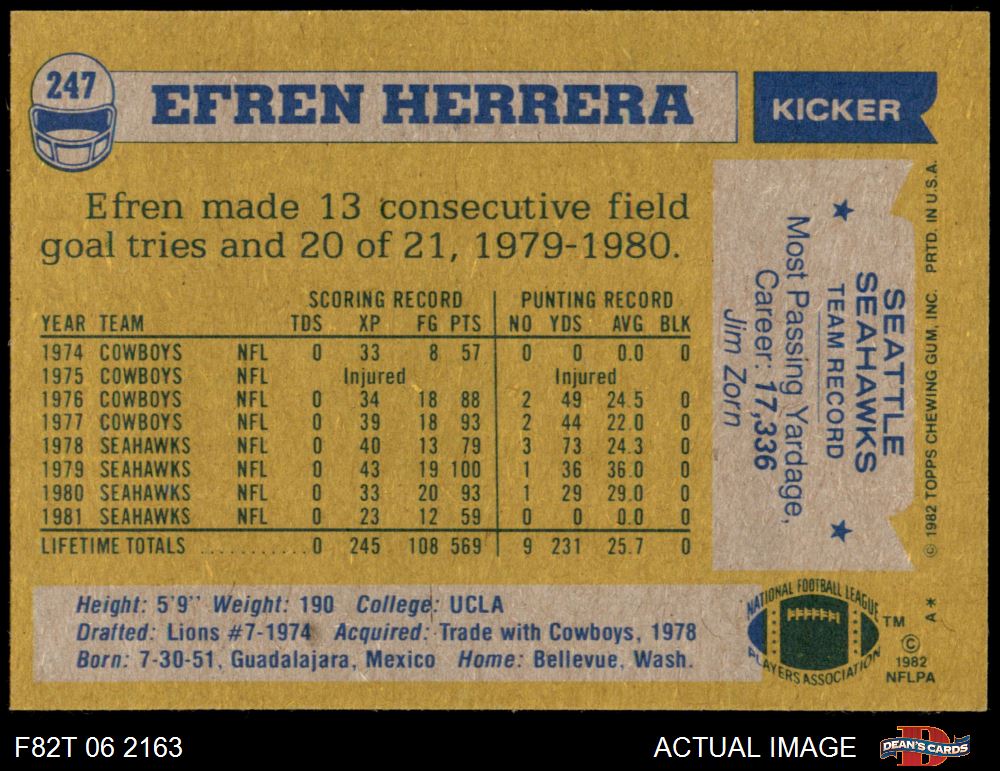 247
EFREN HERRERA
KICKER
Efren made 13 consecutive field
goal tries and 20 of 21, 1979-1980.
SCORING RECORD PUNTING RECORD
YEAR TEAM TDS XP FG PTS NO YDS AVG BLK
1974 COWBOYS NFL 0 33 8 57 0 0 0.0 0
1975 COWBOYS NFL Injured Injured
1976 COWBOYS NFL 0 34 18 88 2 49 24.5 0
1977 COWBOYS NFL 0 39 18 93 2 44 22.0 0
1978 SEAHAWKS NFL 0 40 13 79 3 73 24.3 0
1979 SEAHAWKS NFL 0 43 19 100 1 36 36.0 0
1980 SEAHAWKS NFL 0 33 20 93 1 29 29.0 0
1981 SEAHAWKS NFL 0 23 12 59 0 0 0.0 0
LIFETIME TOTALS ...........0 245 108 569 9 231 25.7 0
SEATTLE
SEAHAWKS
TEAM RECORD
Most Passing Yardage,
Career: 17,336
Jim Zorn
© 1982 TOPPS CHEWING GUM, INC. PRTD. IN U.S.A.
Height: 5'9" Weight: 190 College: UCLA
Drafted: Lions #7-1974 Acquired: Trade with Cowboys, 1978
Born: 7-30-51, Guadalajara, Mexico Home: Bellevue, Wash.
NATIONAL FOOTBALL LEAGUE
NFLPLAYERS
PLAYERS ASSOCIATION
TM
©
1982
NFLPA
A*
F82T 06 2163
ACTUAL IMAGE
DEAN'S CARDS